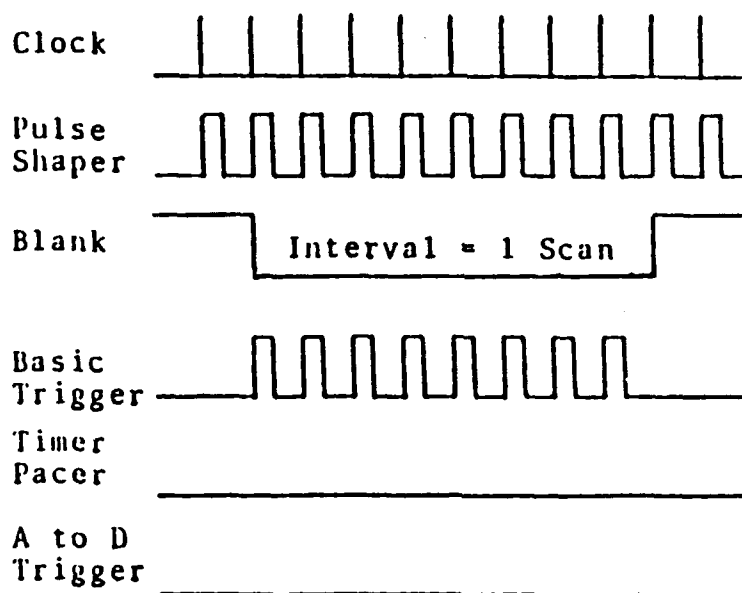 Clock
Pulse
Shaper
Blank
Interval = 1 Scan
Basic
Trigger
Timer
Pacer
A to D
Trigger